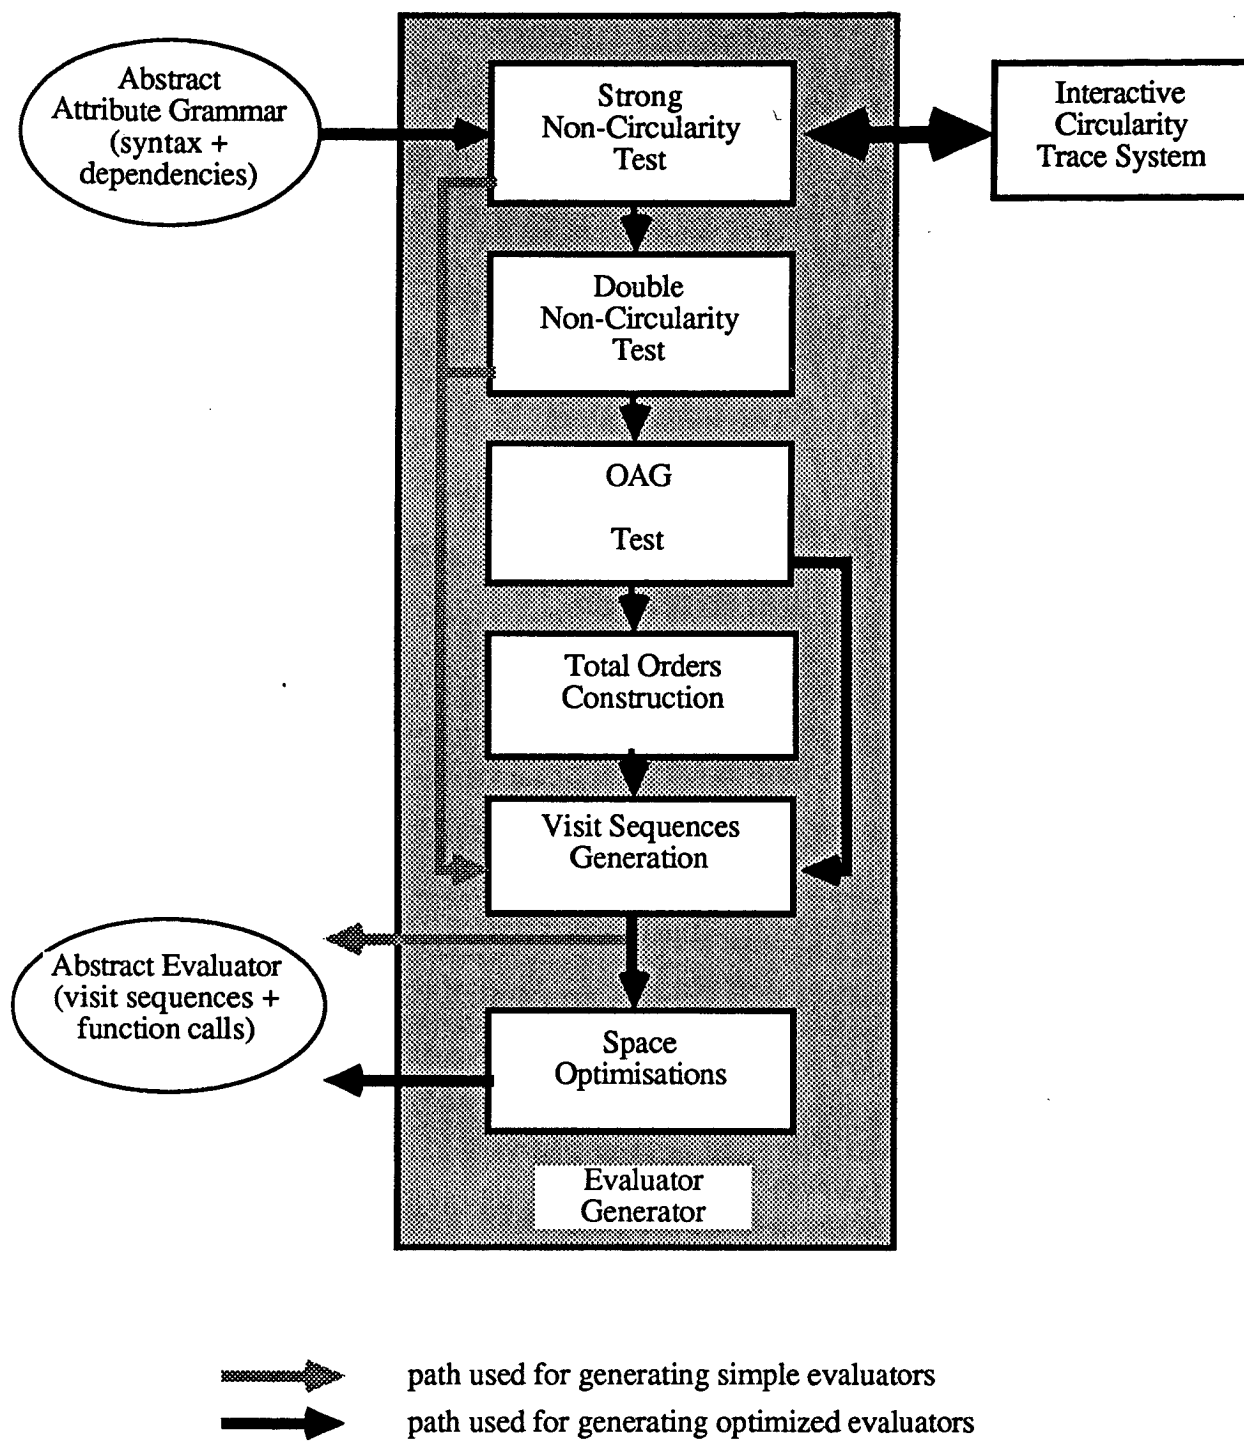 Abstract
Attribute Grammar
(syntax +
dependencies)
Strong
Non-Circularity
Test
Interactive
Circularity
Trace System
Double
Non-Circularity
Test
OAG
Test
Total Orders
Construction
Visit Sequences
Generation
Abstract Evaluator
(visit sequences +
function calls)
Space
Optimisations
Evaluator
Generator
path used for generating simple evaluators
path used for generating optimized evaluators